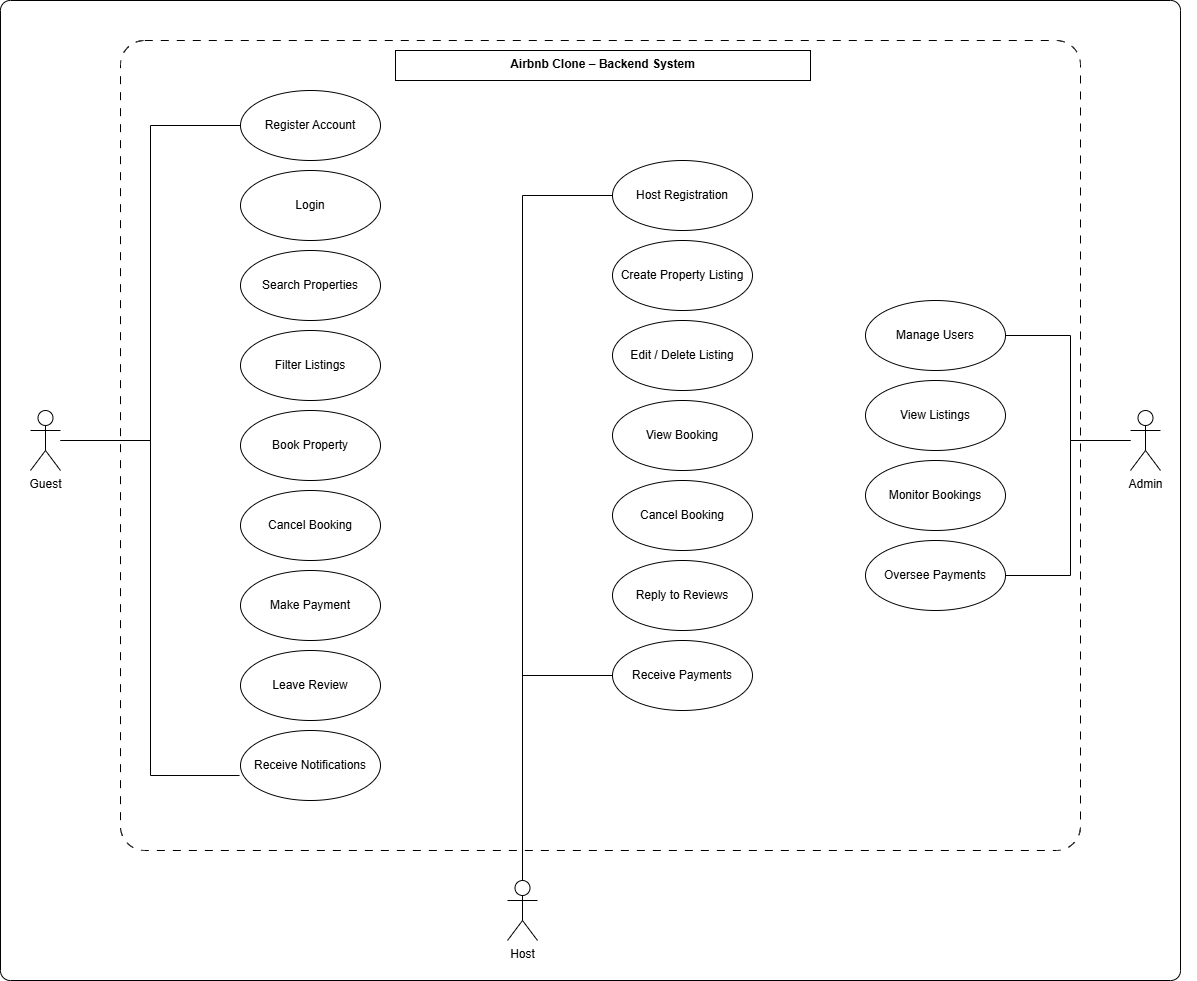 Airbnb Clone – Backend System
Register Account
Login
Search Properties
Filter Listings
Book Property
Cancel Booking
Make Payment
Leave Review
Receive Notifications
Host Registration
Create Property Listing
Edit / Delete Listing
View Booking
Cancel Booking
Reply to Reviews
Receive Payments
Manage Users
View Listings
Monitor Bookings
Oversee Payments
Guest
Admin
Host